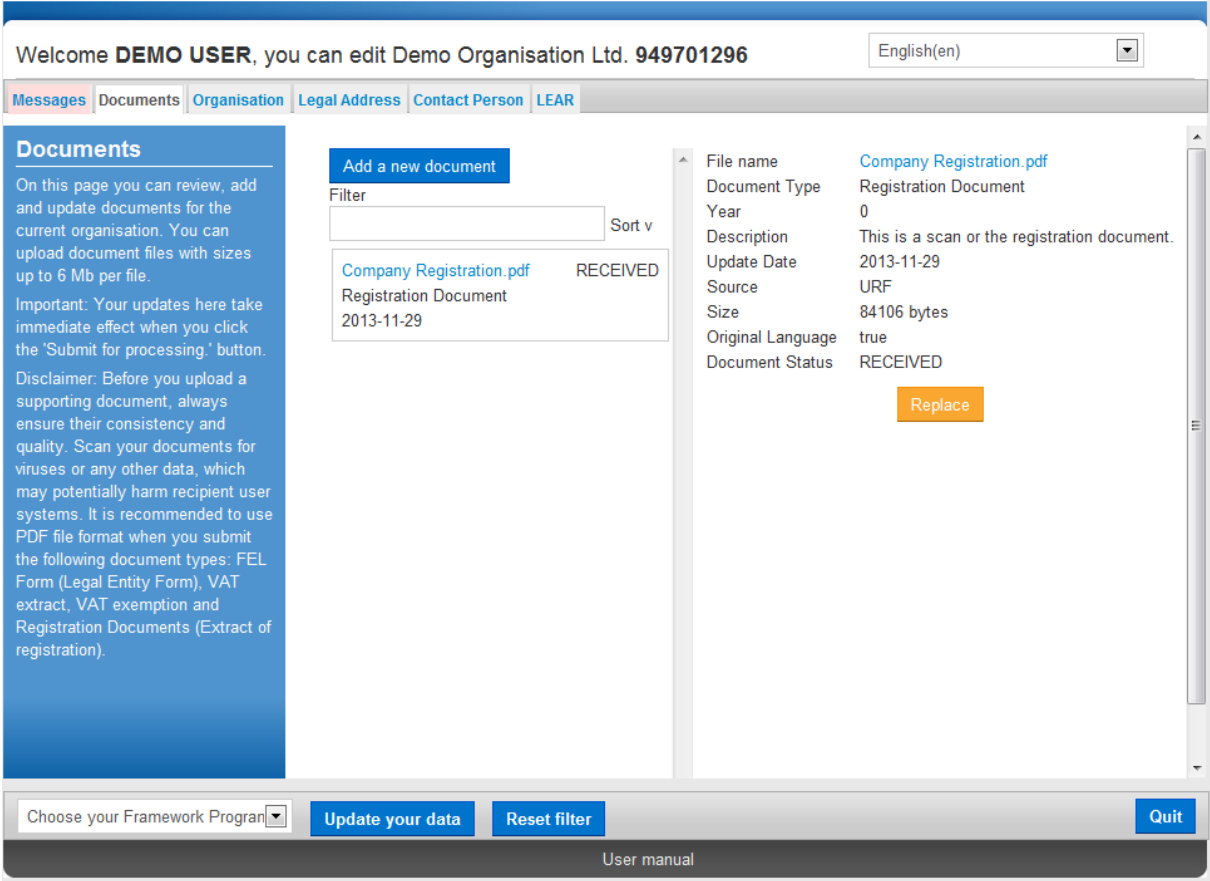 Welcome DEMO USER, you can edit Demo Organisation Ltd. 949701296
English(en)
Messages Documents Organisation Legal Address Contact Person LEAR
Documents
On this page you can review, add
and update documents for the
current organisation. You can
upload document files with sizes
up to 6 Mb per file.
Important: Your updates here take
immediate effect when you click
the 'Submit for processing.' button.
Disclaimer: Before you upload a
supporting document, always
ensure their consistency and
quality. Scan your documents for
viruses or any other data, which
may potentially harm recipient user
systems. It is recommended to use
PDF file format when you submit
the following document types: FEL
Form (Legal Entity Form), VAT
extract, VAT exemption and
Registration Documents (Extract of
registration).
Add a new document
Filter
Sort v
Company Registration.pdf RECEIVED
Registration Document
2013-11-29
File name Company Registration.pdf
Document Type Registration Document
Year 0
Description This is a scan or the registration document.
Update Date 2013-11-29
Source URF
Size 84106 bytes
Original Language true
Document Status RECEIVED
Replace
Choose your Framework Progran
Update your data
Reset filter
Quit
User manual